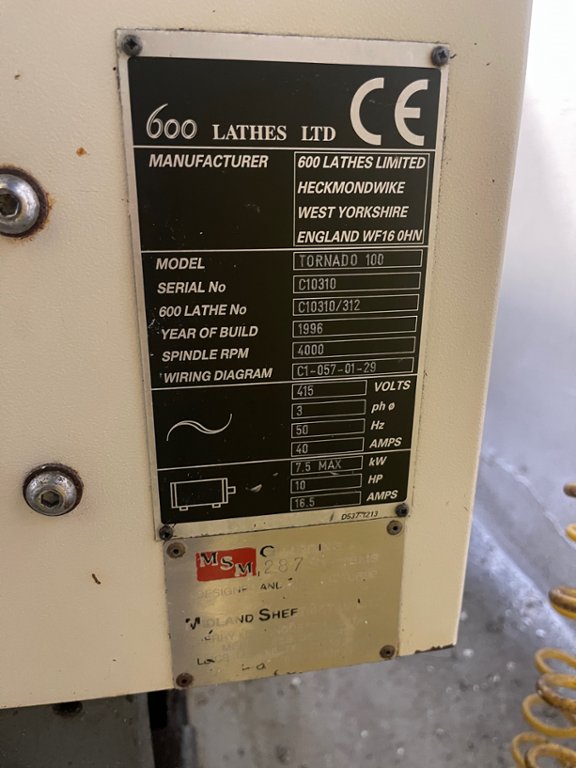 600 LATHES LTD CE
MANUFACTURER 600 LATHES LIMITED
HECKMONDWIKE
WEST YORKSHIRE
ENGLAND WF16 0HN
MODEL TORNADO 100
SERIAL No C10310
600 LATHE No C10310/312
YEAR OF BUILD 1996
SPINDLE RPM 4000
WIRING DIAGRAM C1-057-01-29
415 VOLTS
3 ph ø
50 Hz
40 AMPS
7.5 MAX kW
10 HP
16.5 AMPS
MSM
287
MIDLAND